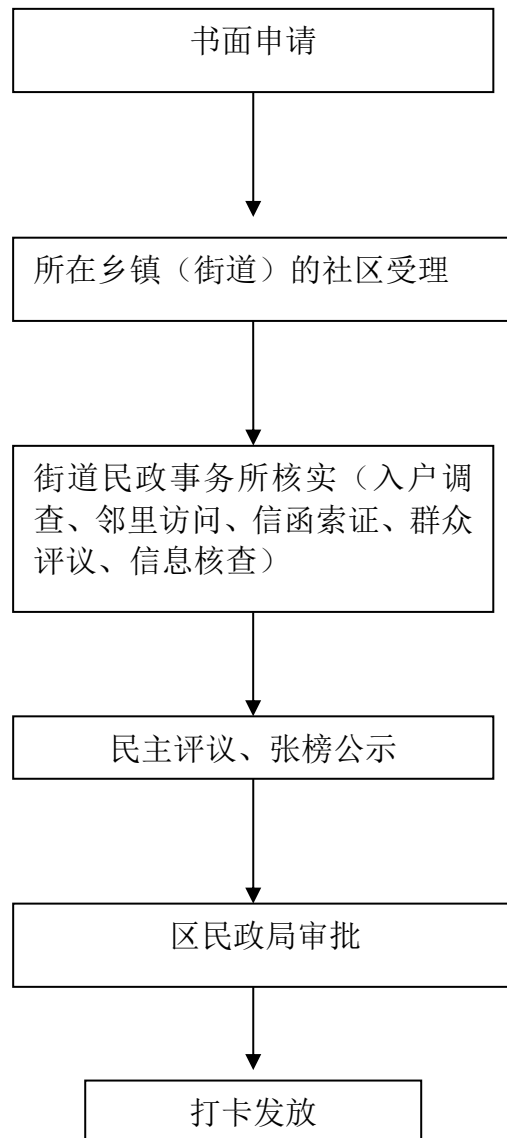 书面申请
所在乡镇（街道）的社区受理
街道民政事务所核实（入户调
查、邻里访问、信函索证、群众
评议、信息核查）
民主评议、张榜公示
区民政局审批
打卡发放